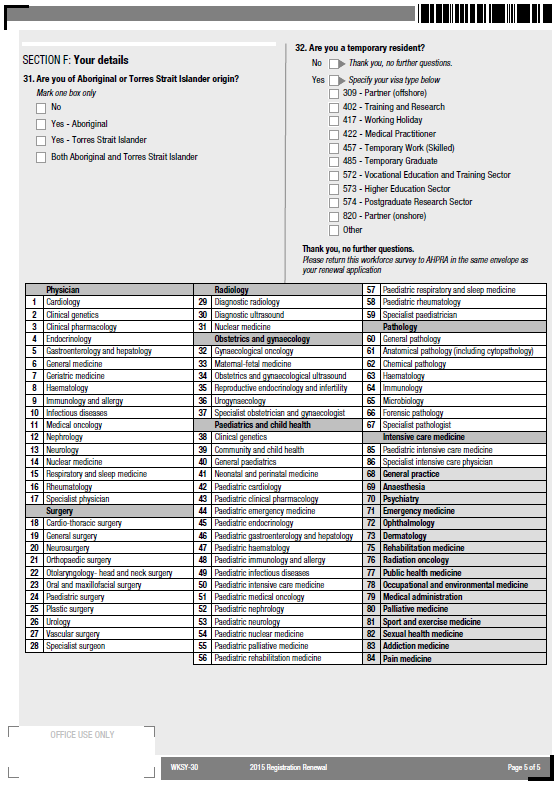 SECTION F: Your details
31. Are you of Aboriginal or Torres Strait Islander origin?
Mark one box only
No
Yes - Aboriginal
Yes - Torres Strait Islander
Both Aboriginal and Torres Strait Islander
32. Are you a temporary resident?
No Thank you, no further questions.
Yes Specify your visa type below
309 - Partner (offshore)
402 - Training and Research
417 - Working Holiday
422 - Medical Practitioner
457 - Temporary Work (Skilled)
485 - Temporary Graduate
572 - Vocational Education and Training Sector
573 - Higher Education Sector
574 - Postgraduate Research Sector
820 - Partner (onshore)
Other
Thank you, no further questions.
Please return this workforce survey to AHPRA in the same envelope as
your renewal application
Physician
1 Cardiology
2 Clinical genetics
3 Clinical pharmacology
4 Endocrinology
5 Gastroenterology and hepatology
6 General medicine
7 Geriatric medicine
8 Haematology
9 Immunology and allergy
10 Infectious diseases
11 Medical oncology
12 Nephrology
13 Neurology
14 Nuclear medicine
15 Respiratory and sleep medicine
16 Rheumatology
17 Specialist physician
Surgery
18 Cardio-thoracic surgery
19 General surgery
20 Neurosurgery
21 Orthopaedic surgery
22 Otolaryngology- head and neck surgery
23 Oral and maxillofacial surgery
24 Paediatric surgery
25 Plastic surgery
26 Urology
27 Vascular surgery
28 Specialist surgeon
Radiology
29 Diagnostic radiology
30 Diagnostic ultrasound
31 Nuclear medicine
Obstetrics and gynaecology
32 Gynaecological oncology
33 Maternal-fetal medicine
34 Obstetrics and gynaecological ultrasound
35 Reproductive endocrinology and infertility
36 Urogynaecology
37 Specialist obstetrician and gynaecologist
Paediatrics and child health
38 Clinical genetics
39 Community and child health
40 General paediatrics
41 Neonatal and perinatal medicine
42 Paediatric cardiology
43 Paediatric clinical pharmacology
44 Paediatric emergency medicine
45 Paediatric endocrinology
46 Paediatric gastroenterology and hepatology
47 Paediatric haematology
48 Paediatric immunology and allergy
49 Paediatric infectious diseases
50 Paediatric intensive care medicine
51 Paediatric medical oncology
52 Paediatric nephrology
53 Paediatric neurology
54 Paediatric nuclear medicine
55 Paediatric palliative medicine
56 Paediatric rehabilitation medicine
57 Paediatric respiratory and sleep medicine
58 Paediatric rheumatology
59 Specialist paediatrician
Pathology
60 General pathology
61 Anatomical pathology (including cytopathology)
62 Chemical pathology
63 Haematology
64 Immunology
65 Microbiology
66 Forensic pathology
67 Specialist pathologist
Intensive care medicine
85 Paediatric intensive care medicine
86 Specialist intensive care physician
68 General practice
69 Anaesthesia
70 Psychiatry
71 Emergency medicine
72 Ophthalmology
73 Dermatology
75 Rehabilitation medicine
76 Radiation oncology
77 Public health medicine
78 Occupational and environmental medicine
79 Medical administration
80 Palliative medicine
81 Sport and exercise medicine
82 Sexual health medicine
83 Addiction medicine
84 Pain medicine
OFFICE USE ONLY
WKSY-30 2015 Registration Renewal Page 5 of 5